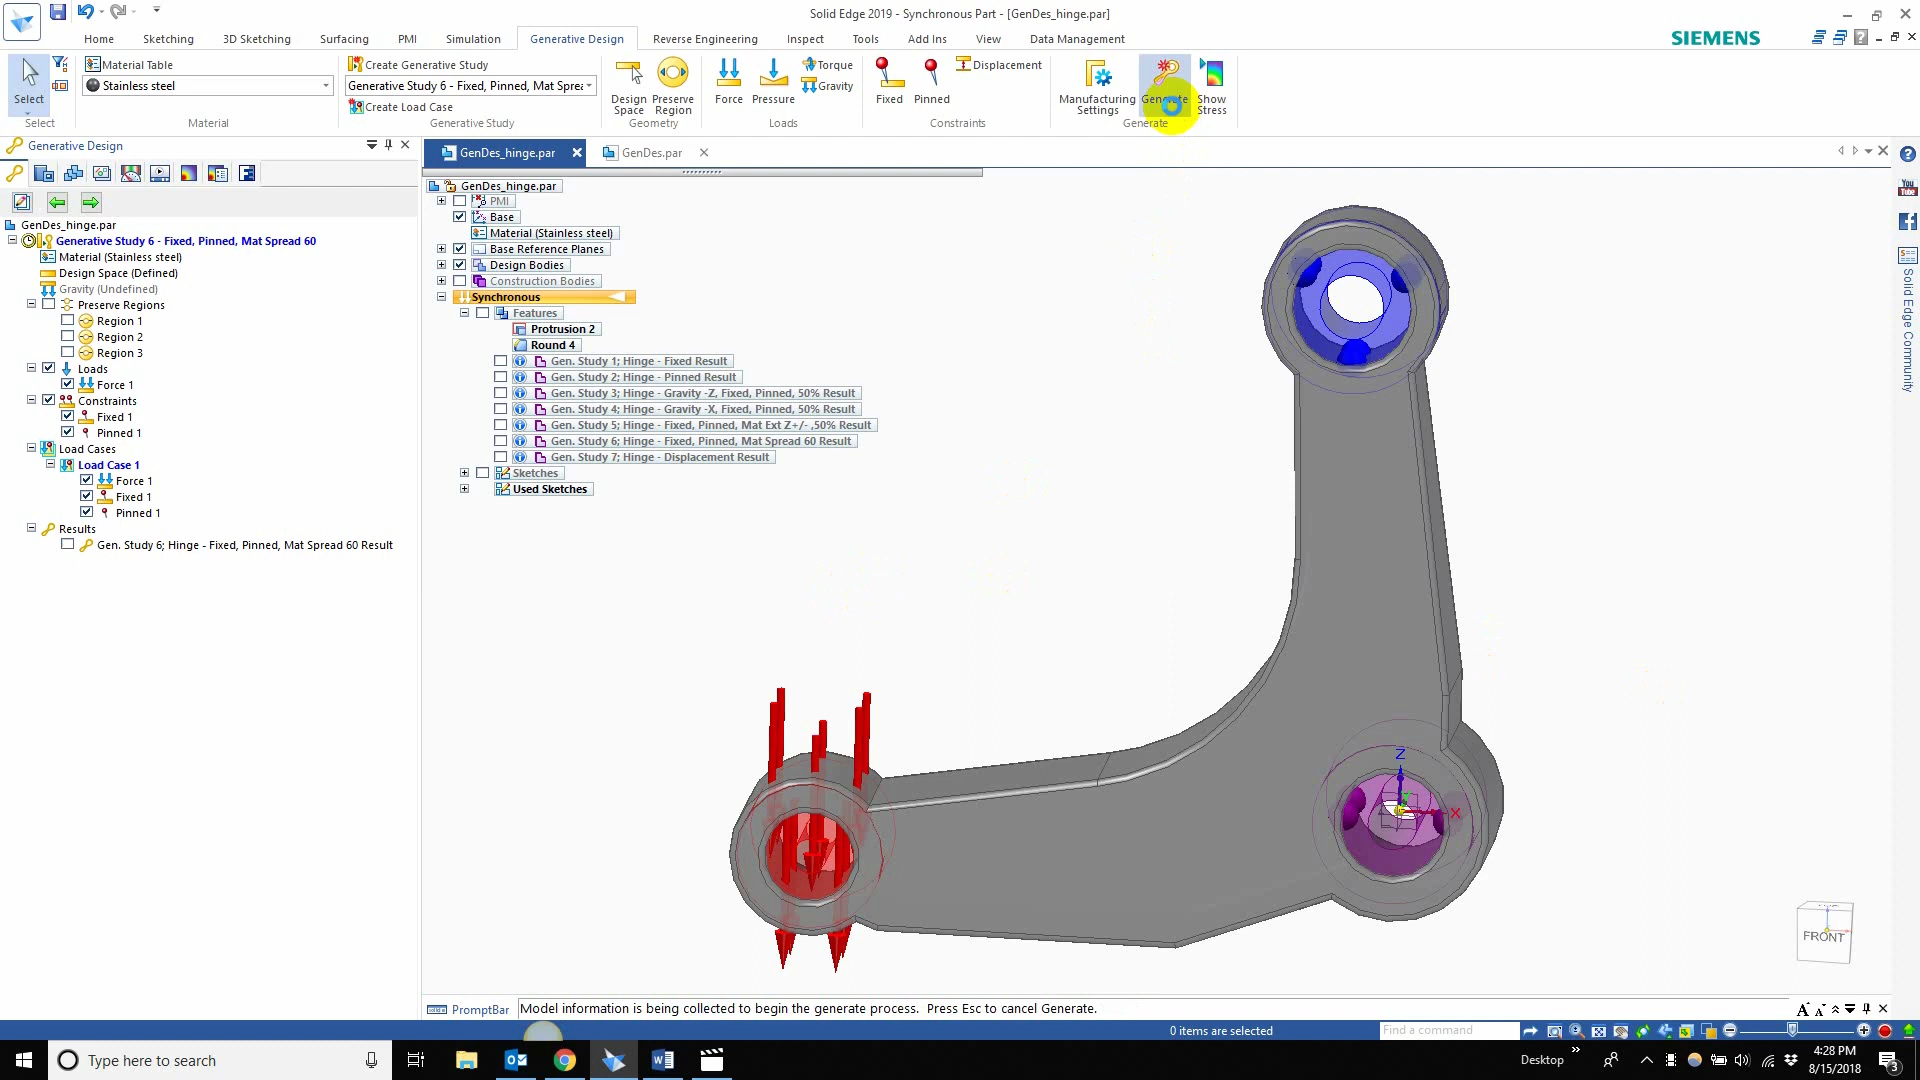 Solid Edge 2019 - Synchronous Part - [GenDes_hinge.par]
Home Sketching 3D Sketching Surfacing PMI Simulation Generative Design Reverse Engineering Inspect Tools Add Ins View Data Management
SIEMENS
Material Table
Stainless steel
Create Generative Study
Generative Study 6 - Fixed, Pinned, Mat Sprea
Create Load Case
Select
Design Space
Preserve Region
Force
Pressure
Torque
Gravity
Fixed
Pinned
Displacement
Manufacturing Settings
Generate
Show Stress
Select Material Generative Study Geometry Loads Constraints Generate
Generative Design
GenDes_hinge.par
GenDes.par
GenDes_hinge.par
Generative Study 6 - Fixed, Pinned, Mat Spread 60
Material (Stainless steel)
Design Space (Defined)
Gravity (Undefined)
Preserve Regions
Region 1
Region 2
Region 3
Loads
Force 1
Constraints
Fixed 1
Pinned 1
Load Cases
Load Case 1
Force 1
Fixed 1
Pinned 1
Results
Gen. Study 6; Hinge - Fixed, Pinned, Mat Spread 60 Result
GenDes_hinge.par
PMI
Base
Material (Stainless steel)
Base Reference Planes
Design Bodies
Construction Bodies
Synchronous
Features
Protrusion 2
Round 4
Gen. Study 1; Hinge - Fixed Result
Gen. Study 2; Hinge - Pinned Result
Gen. Study 3; Hinge - Gravity -Z, Fixed, Pinned, 50% Result
Gen. Study 4; Hinge - Gravity -X, Fixed, Pinned, 50% Result
Gen. Study 5; Hinge - Fixed, Pinned, Mat Ext Z+/- ,50% Result
Gen. Study 6; Hinge - Fixed, Pinned, Mat Spread 60 Result
Gen. Study 7; Hinge - Displacement Result
Sketches
Used Sketches
Z
X
FRONT
You
Tube
Solid Edge Community
PromptBar
Model information is being collected to begin the generate process. Press Esc to cancel Generate.
0 items are selected
Find a command
Type here to search
Desktop
4:28 PM
8/15/2018
3